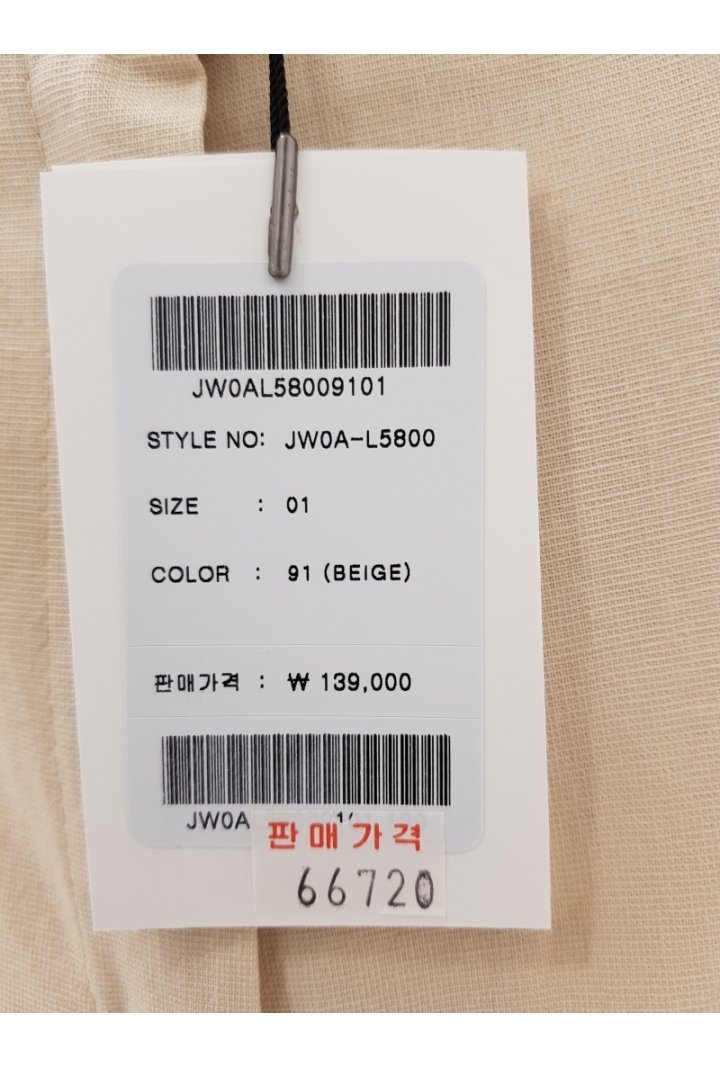 JW0AL58009101
STYLE NO: JW0A-L5800
SIZE : 01
COLOR : 91 (BEIGE)
판매가격 : ₩ 139,000
JW0A
판매가격
66720